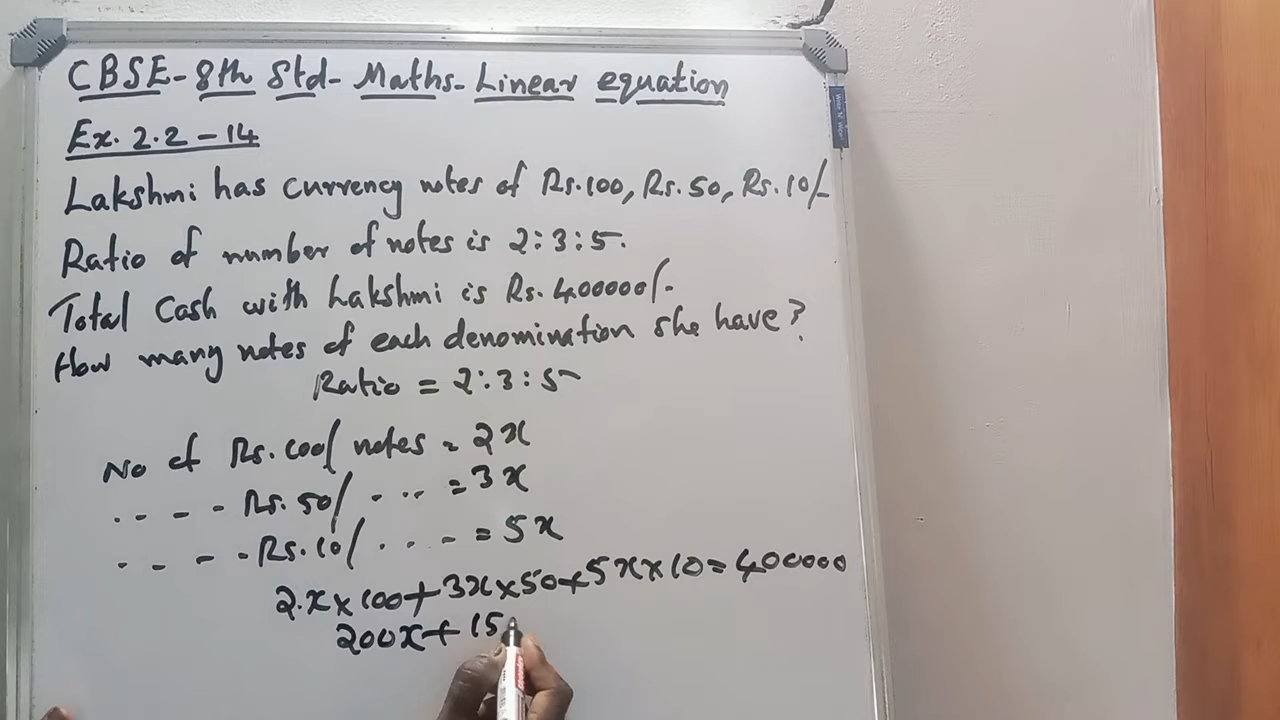 CBSE-8th Std-Maths-Linear equation
Ex. 2.2-14
Lakshmi has currency notes of Rs.100, Rs.50, Rs.10/-
Ratio of number of notes is 2:3:5.
Total Cash with Lakshmi is Rs.400000/-.
How many notes of each denomination she have?
Ratio = 2:3:5
No of Rs.100/ notes = 2x
. . - - Rs.50/ . . . = 3x
. . - - Rs.10/ . . . - = 5x
2.x×100+3x×50+5x×10=400000
200x+15